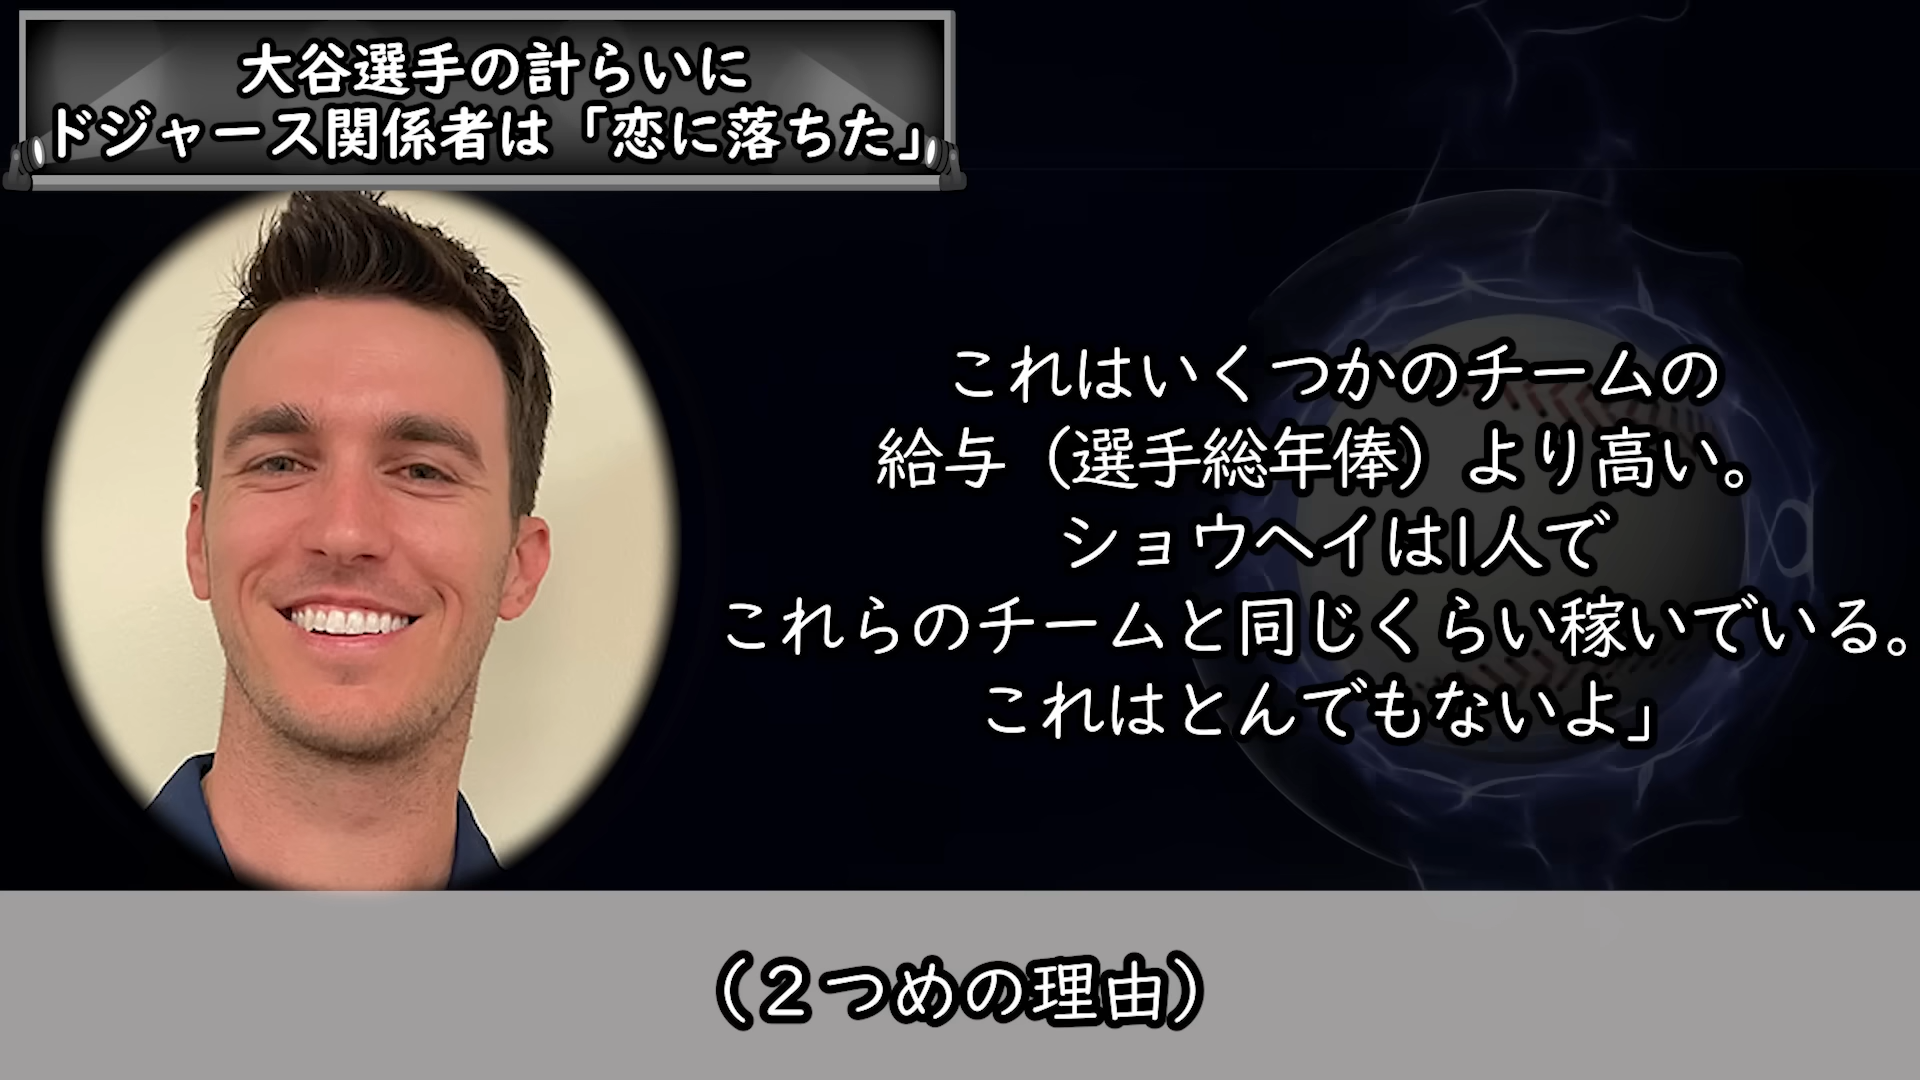 大谷選手の計らいに
ドジャース関係者は「恋に落ちた」
これはいくつかのチームの
給与（選手総年俸）より高い。
ショウヘイは1人で
これらのチームと同じくらい稼いでいる。
これはとんでもないよ」
（２つめの理由）